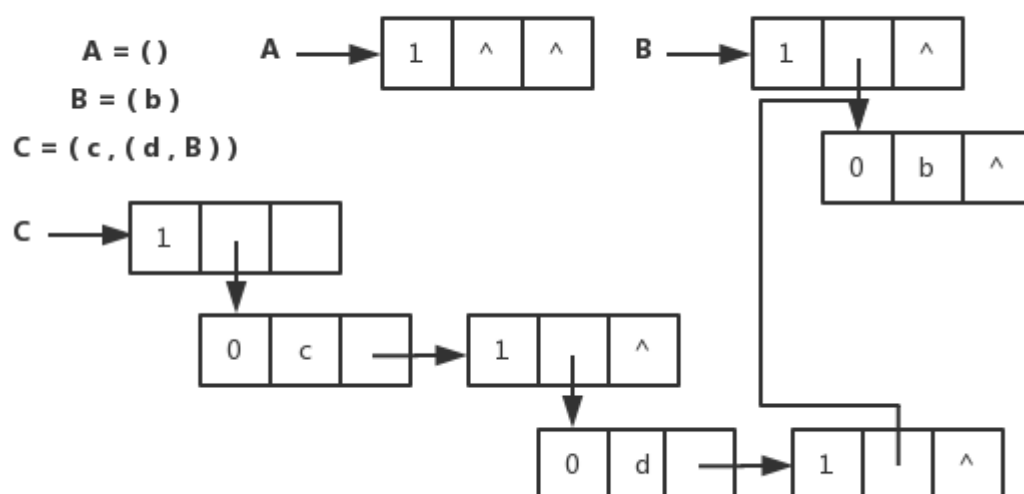 A = ( )
B = ( b )
C = ( c , ( d , B ) )
A 1 ^ ^
B 1 ^
0 b ^
C 1
0 c 1 ^
0 d 1 ^